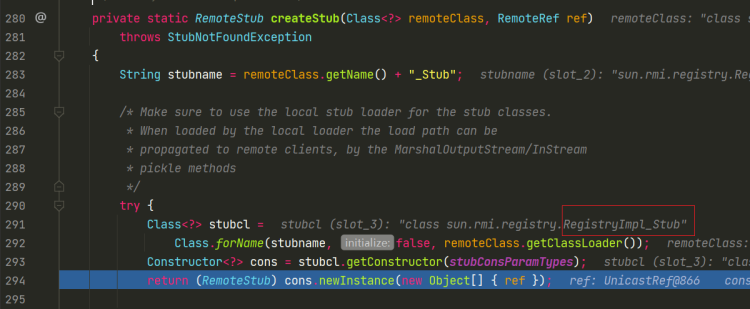 280 @ private static RemoteStub createStub(Class<?> remoteClass, RemoteRef ref) remoteClass: "class s
281 throws StubNotFoundException
282 {
283 String stubname = remoteClass.getName() + "_Stub"; stubname (slot_2): "sun.rmi.registry.Reg
284
285 /* Make sure to use the local stub loader for the stub classes.
286 * When loaded by the local loader the load path can be
287 * propagated to remote clients, by the MarshalOutputStream/InStream
288 * pickle methods
289 */
290 try {
291 Class<?> stubcl = stubcl (slot_3): "class sun.rmi.registry.RegistryImpl_Stub"
292 Class.forName(stubname, initialize: false, remoteClass.getClassLoader()); remoteClass:
293 Constructor<?> cons = stubcl.getConstructor(stubConsParamTypes); stubcl (slot_3): "clas
294 return (RemoteStub) cons.newInstance(new Object[] { ref }); ref: UnicastRef@866 cons
295